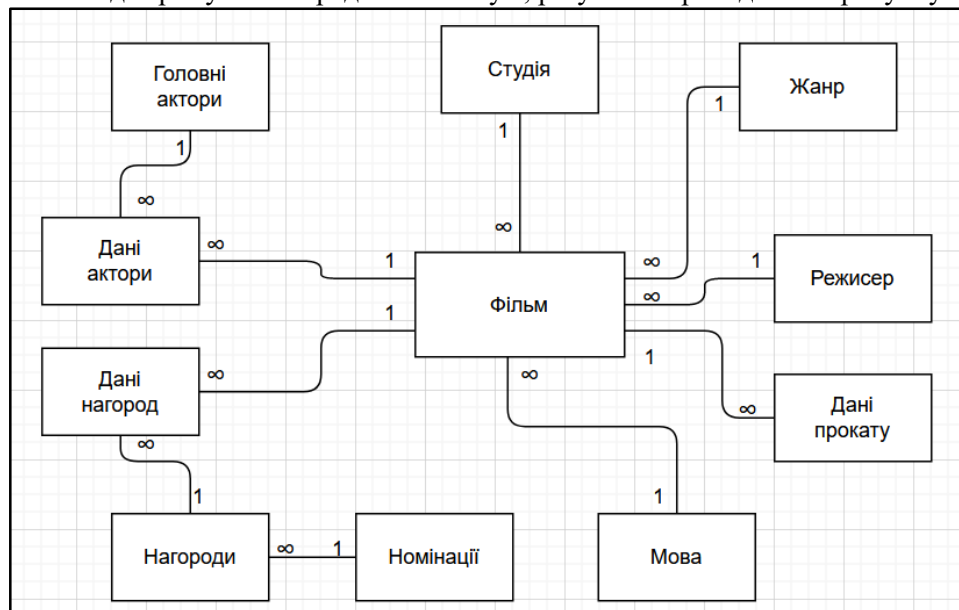 Головні
актори
Студія
Жанр
1
1
1
∞
∞
Дані
актори
∞
1
∞
1
Режисер
∞
Фільм
1
1
Дані
нагород
∞
∞
∞
Дані
прокату
∞
1
1
Нагороди
∞
1
Номінації
Мова